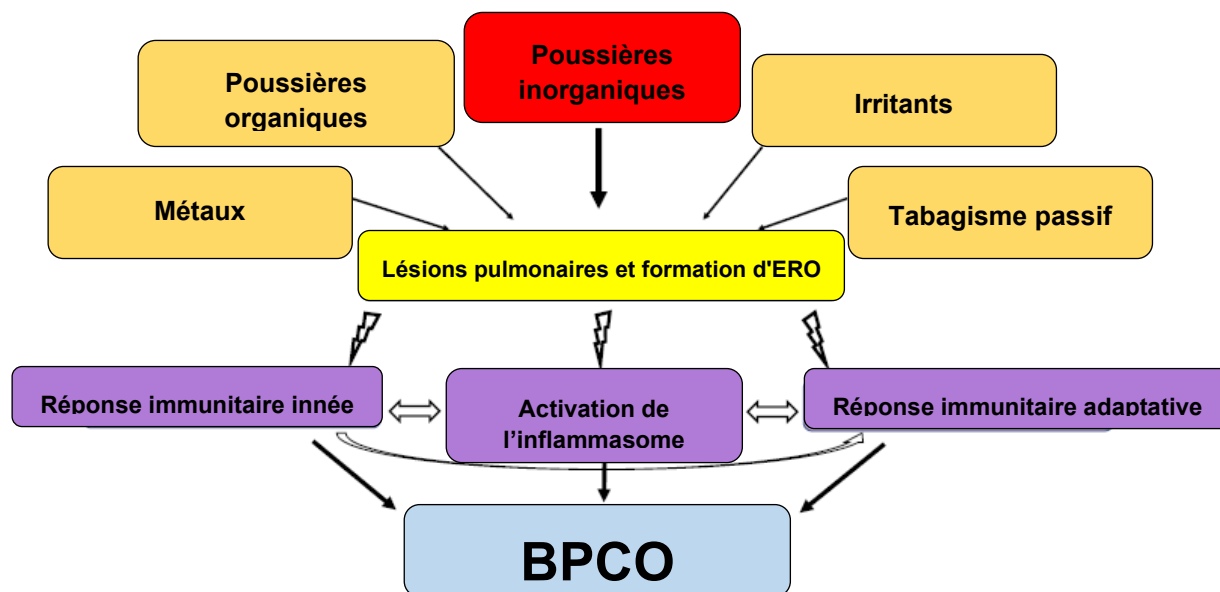 Poussières
inorganiques
Poussières
organiques
Irritants
Métaux
Tabagisme passif
Lésions pulmonaires et formation d'ERO
Réponse immunitaire innée
Activation de
l’inflammasome
Réponse immunitaire adaptative
BPCO